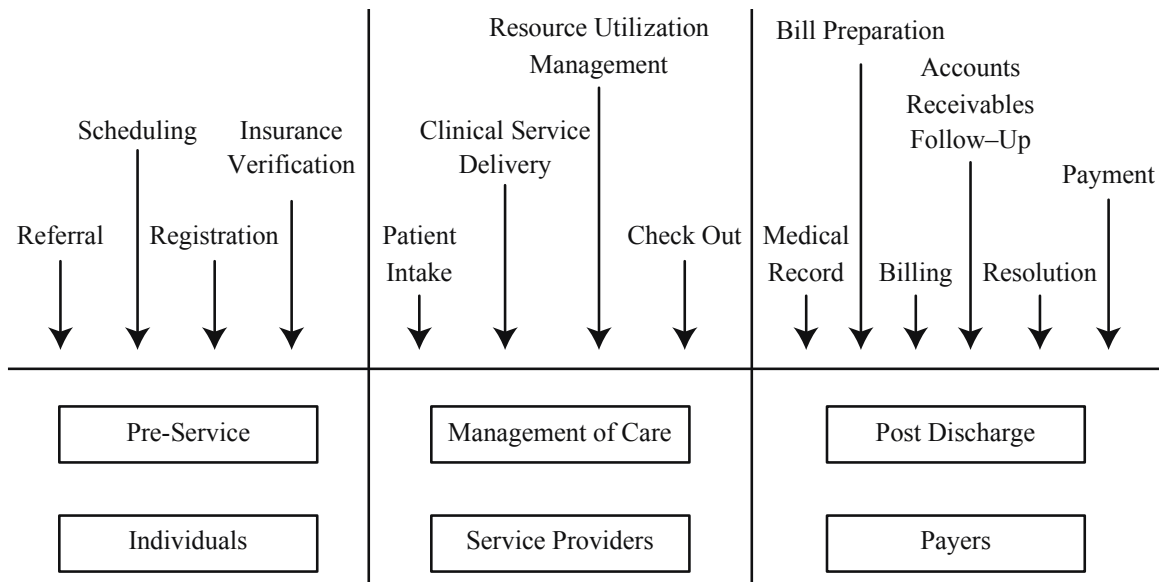 Referral
Scheduling
Registration
Insurance
Verification
Patient
Intake
Clinical Service
Delivery
Resource Utilization
Management
Check Out
Medical
Record
Bill Preparation
Billing
Accounts
Receivables
Follow–Up
Resolution
Payment
Pre-Service
Management of Care
Post Discharge
Individuals
Service Providers
Payers